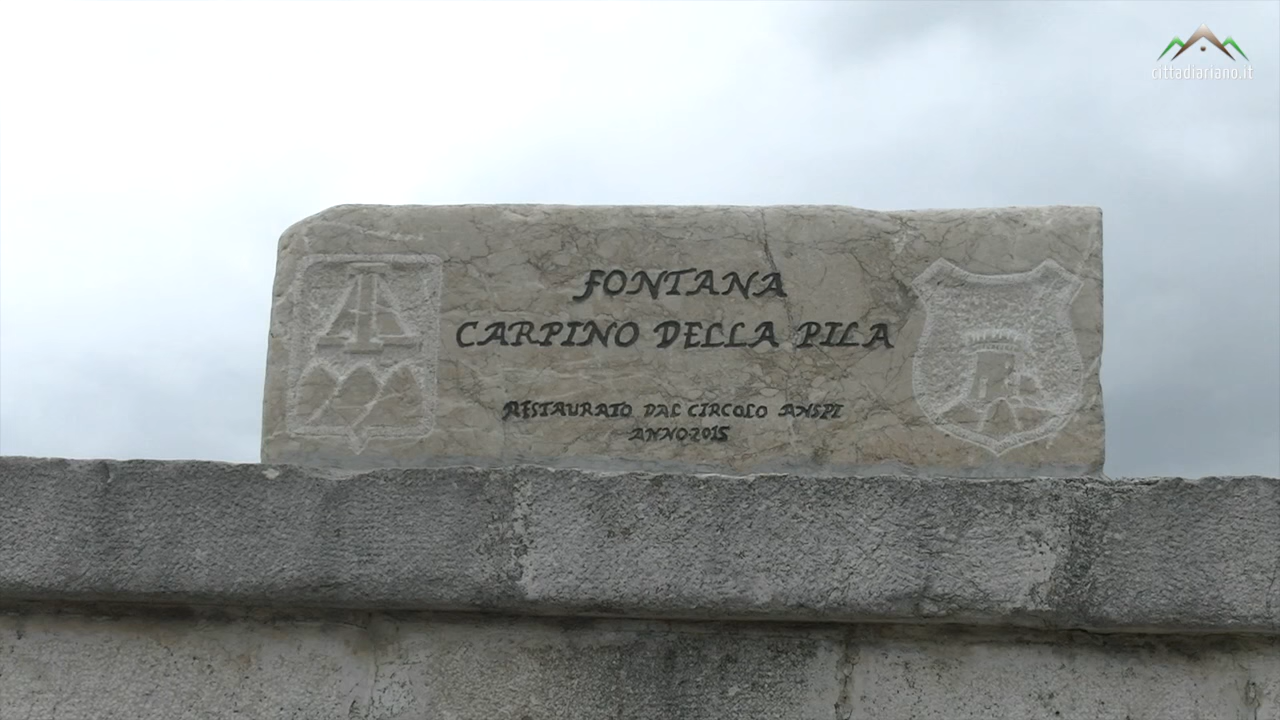 cittadiariano.it
FONTANA
CARPINO DELLA PILA
RESTAURATO DAL CIRCOLO ANSPI
ANNO 2015